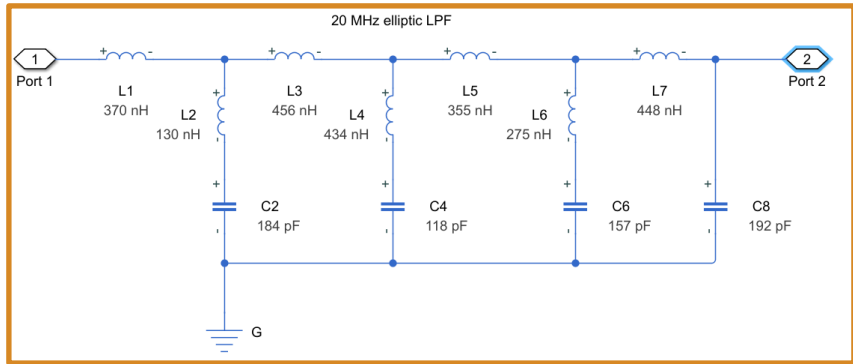 20 MHz elliptic LPF
1
Port 1
+ -
L1
370 nH
+ -
L3
456 nH
+ -
L5
355 nH
+ -
L7
448 nH
2
Port 2
+
L2
130 nH
-
+
L4
434 nH
-
+
L6
275 nH
-
+
C2
184 pF
-
+
C4
118 pF
-
+
C6
157 pF
-
+
C8
192 pF
-
G